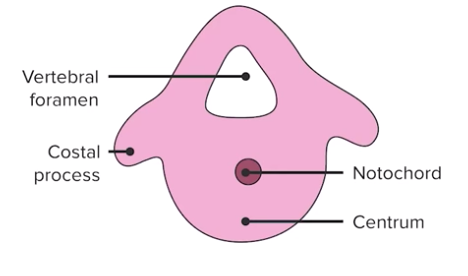 Vertebral
foramen
Costal
process
Notochord
Centrum